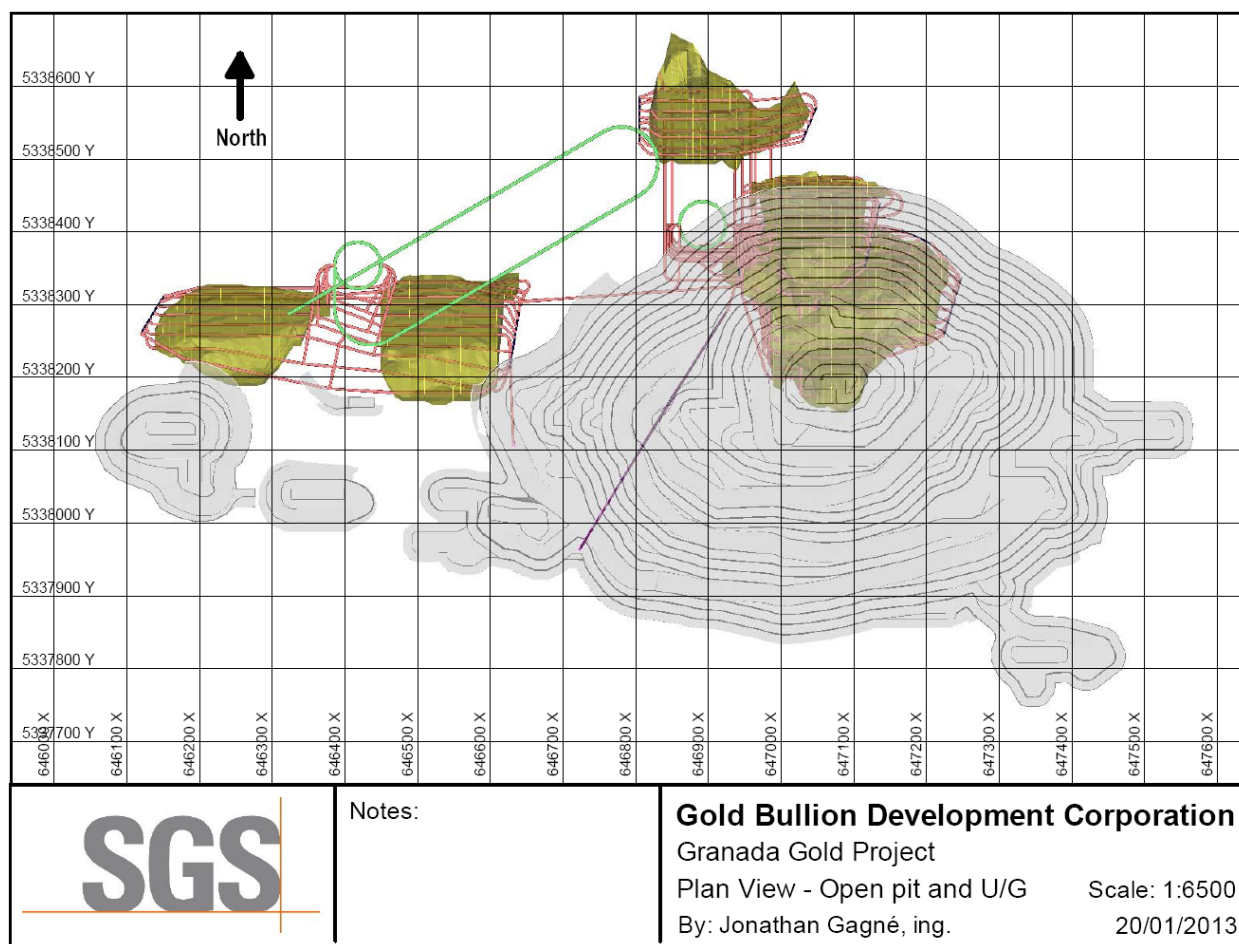 5338600 Y
North
5338500 Y
5338400 Y
5338300 Y
5338200 Y
5338100 Y
5338000 Y
5337900 Y
5337800 Y
5337700 Y
646000 X
646100 X
646200 X
646300 X
646400 X
646500 X
646600 X
646700 X
646800 X
646900 X
647000 X
647100 X
647200 X
647300 X
647400 X
647500 X
647600 X
SGS
Notes:
Gold Bullion Development Corporation
Granada Gold Project
Plan View - Open pit and U/G Scale: 1:6500
By: Jonathan Gagné, ing. 20/01/2013